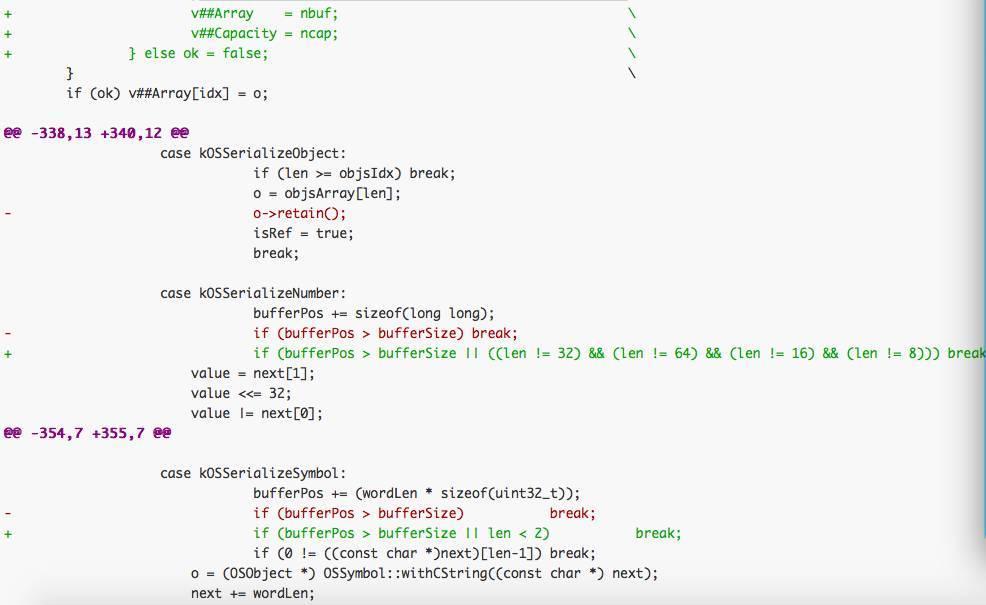 +                       v##Array    = nbuf;                                     \
+                       v##Capacity = ncap;                                     \
+               } else ok = false;                                              \
        }                                                                       \
        if (ok) v##Array[idx] = o;
@@ -338,13 +340,12 @@
                    case kOSSerializeObject:
                                if (len >= objsIdx) break;
                                o = objsArray[len];
-                               o->retain();
                                isRef = true;
                                break;
                    case kOSSerializeNumber:
                                bufferPos += sizeof(long long);
-                               if (bufferPos > bufferSize) break;
+                               if (bufferPos > bufferSize || ((len != 32) && (len != 64) && (len != 16) && (len != 8))) break
                        value = next[1];
                        value <<= 32;
                        value |= next[0];
@@ -354,7 +355,7 @@
                    case kOSSerializeSymbol:
                                bufferPos += (wordLen * sizeof(uint32_t));
-                               if (bufferPos > bufferSize)           break;
+                               if (bufferPos > bufferSize || len < 2)           break;
                                if (0 != ((const char *)next)[len-1]) break;
                        o = (OSObject *) OSSymbol::withCString((const char *) next);
                        next += wordLen;